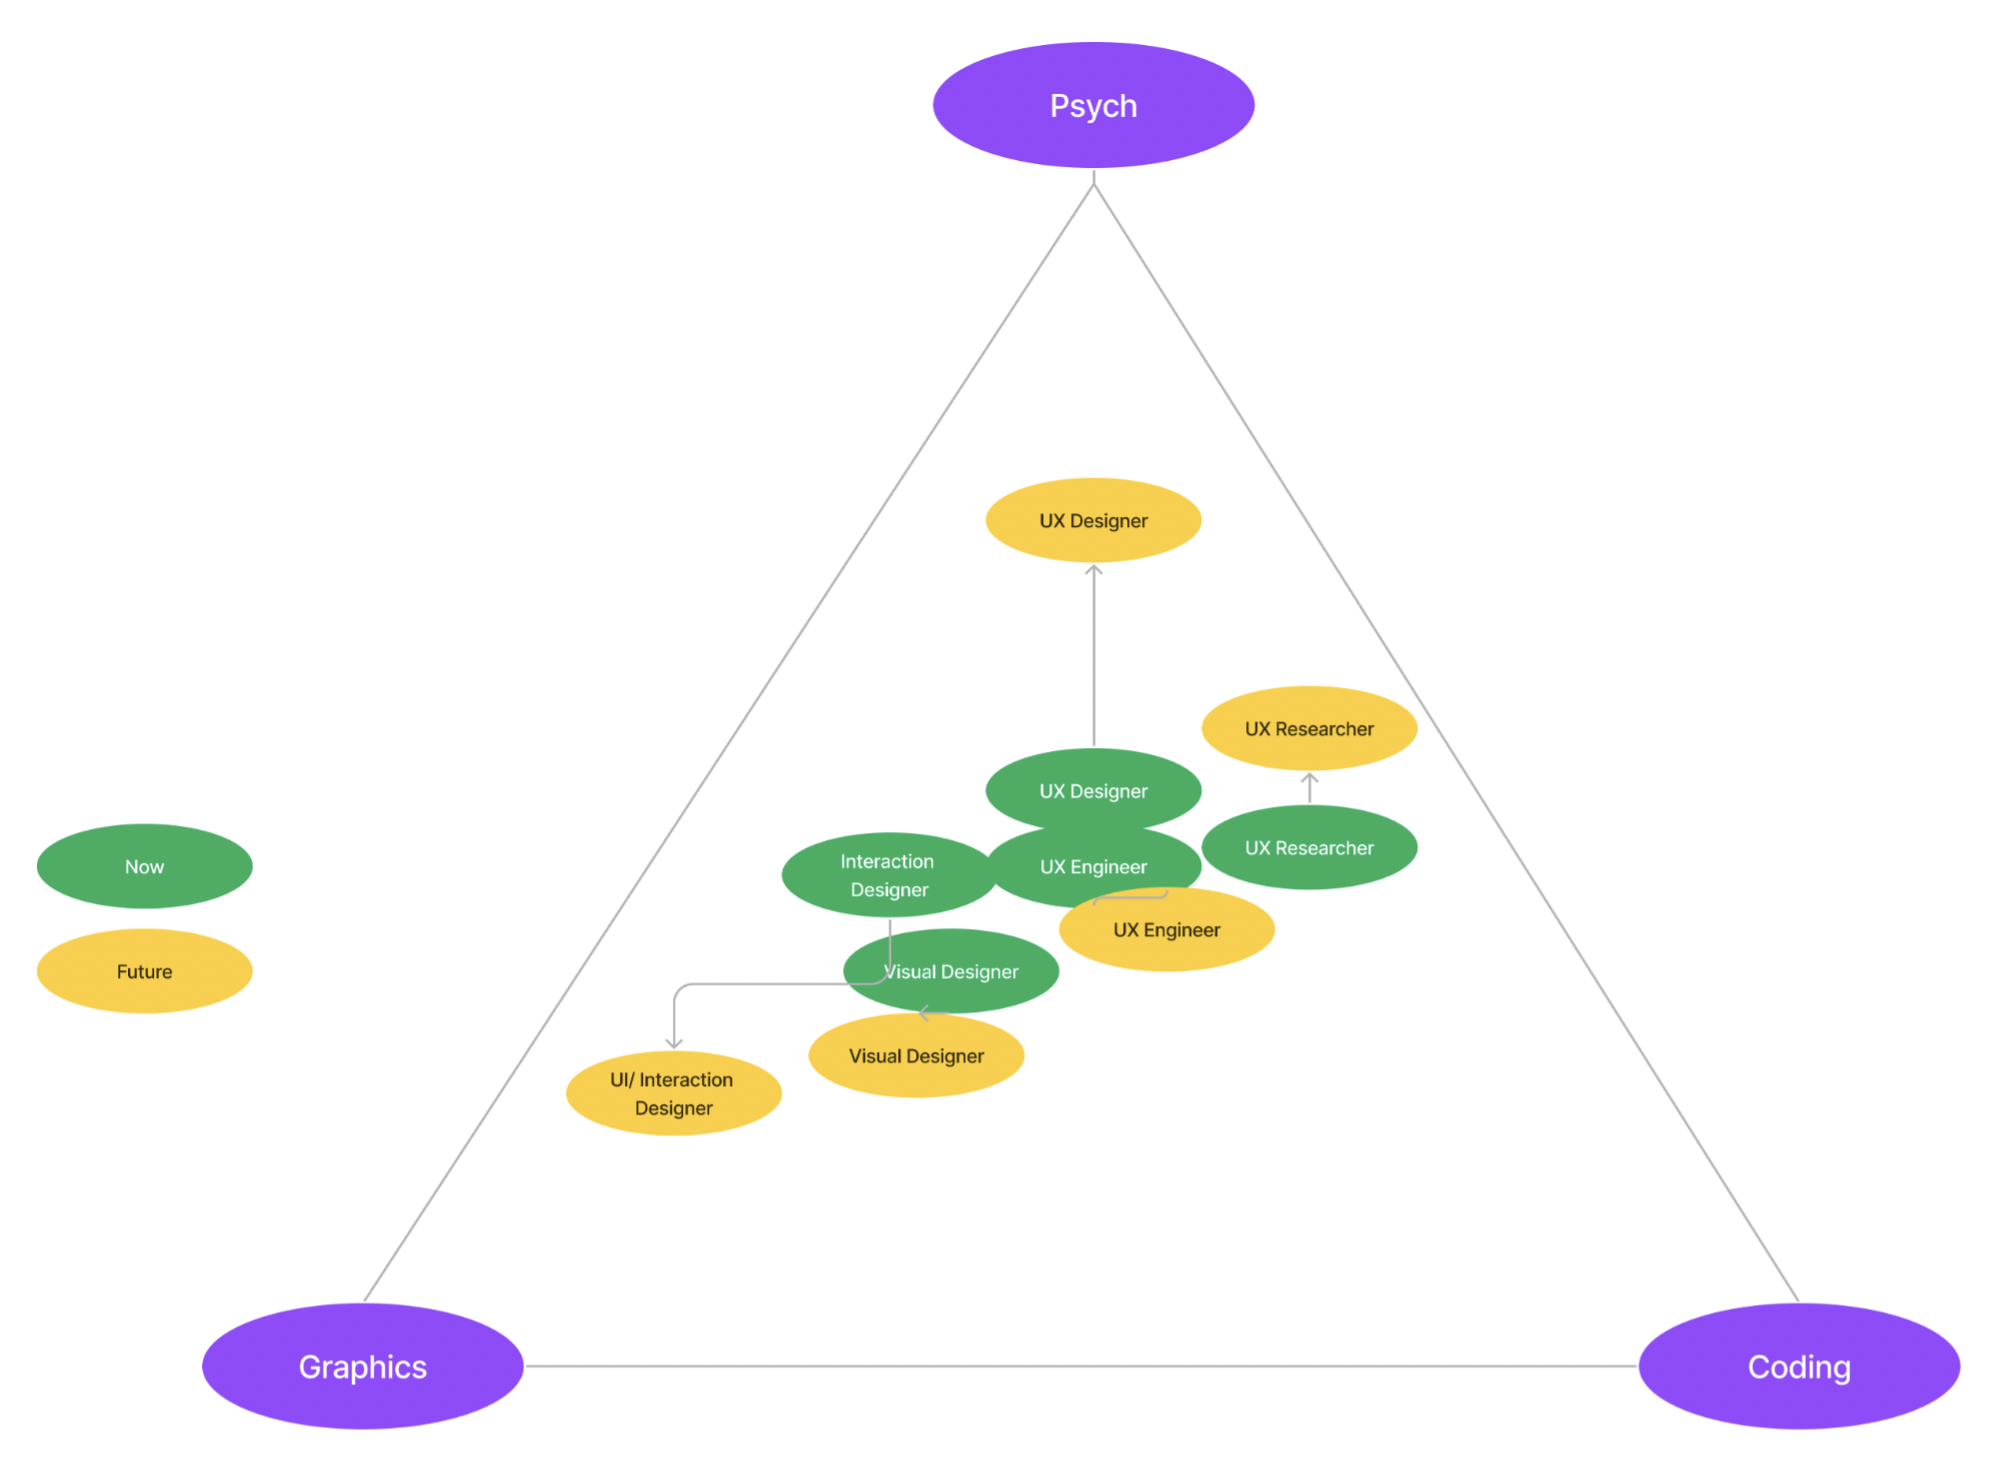 Psych
UX Designer
UX Researcher
UX Designer
UX Researcher
Interaction
Designer
UX Engineer
Now
UX Engineer
Visual Designer
Future
Visual Designer
UI/ Interaction
Designer
Graphics
Coding